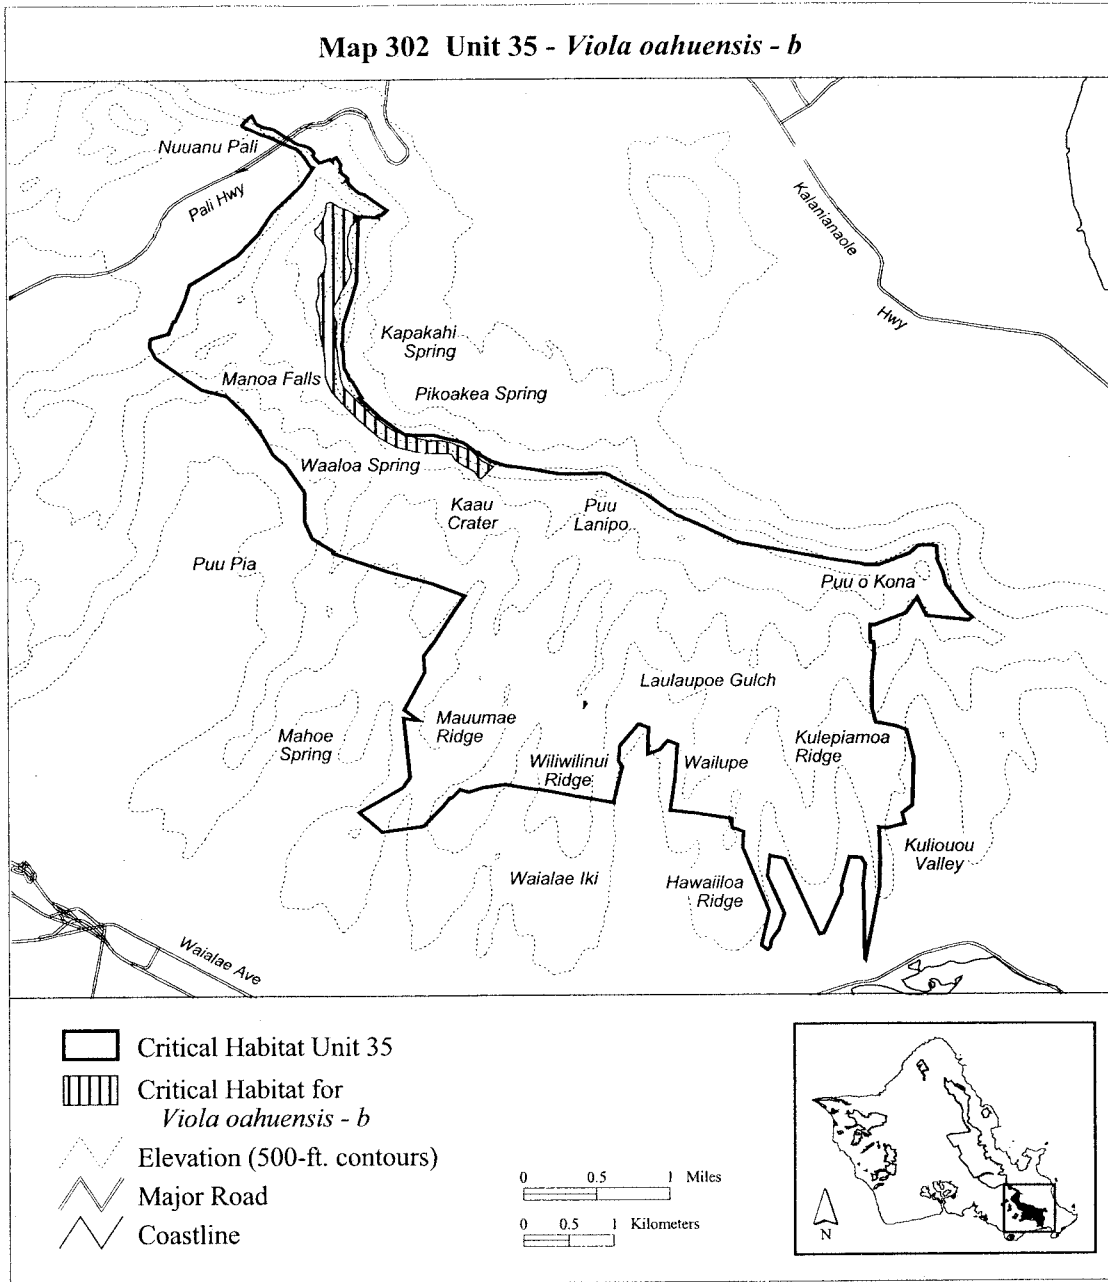 Map 302 Unit 35 - Viola oahuensis - b
Nuuanu Pali
Pali Hwy
Kalanianaole
Hwy
Kapakahi
Spring
Manoa Falls
Pikoakea Spring
Waaloa Spring
Kaau
Crater
Puu
Lanipo
Puu Pia
Puu o Kona
Laulaupoe Gulch
Mauumae
Ridge
Mahoe
Spring
Wiliwilinui
Ridge
Wailupe
Kulepiamoa
Ridge
Kuliouou
Valley
Waialae Iki
Hawaiiloa
Ridge
Waialae Ave
Critical Habitat Unit 35
Critical Habitat for
Viola oahuensis - b
Elevation (500-ft. contours)
Major Road
Coastline
0 0.5 1 Miles
0 0.5 1 Kilometers
N